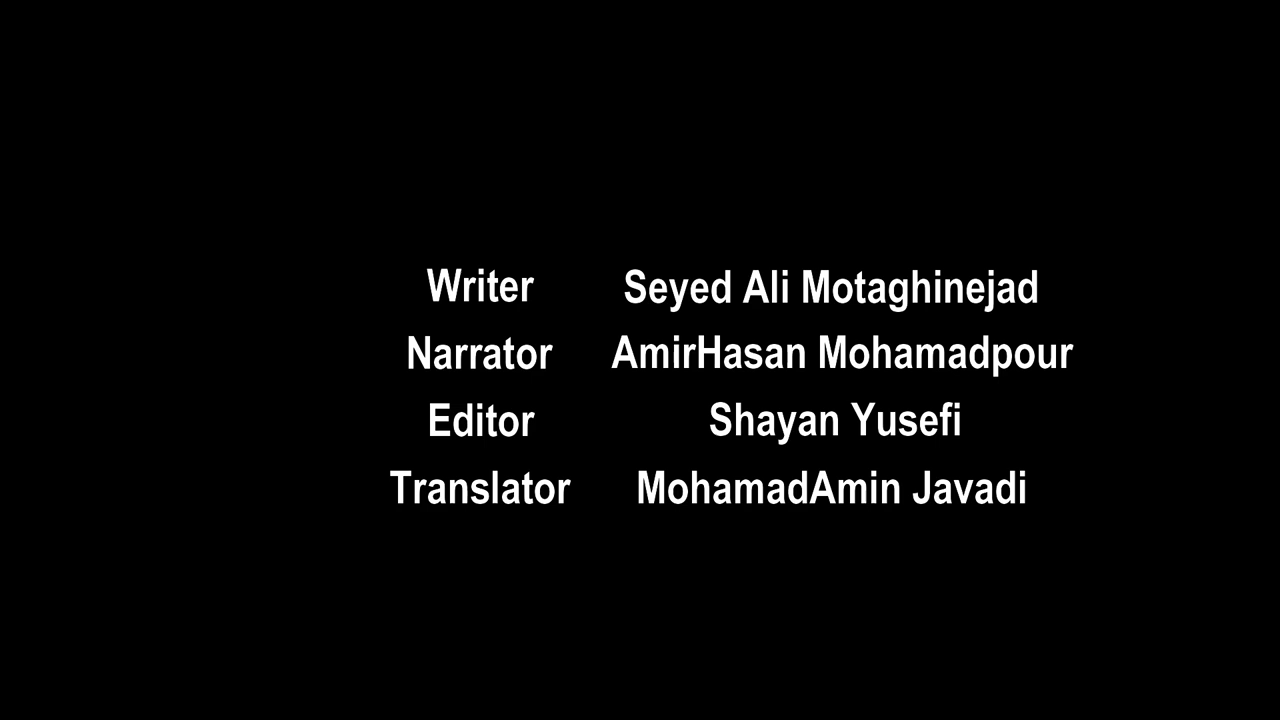 Writer Seyed Ali Motaghinejad
Narrator AmirHasan Mohamadpour
Editor Shayan Yusefi
Translator MohamadAmin Javadi